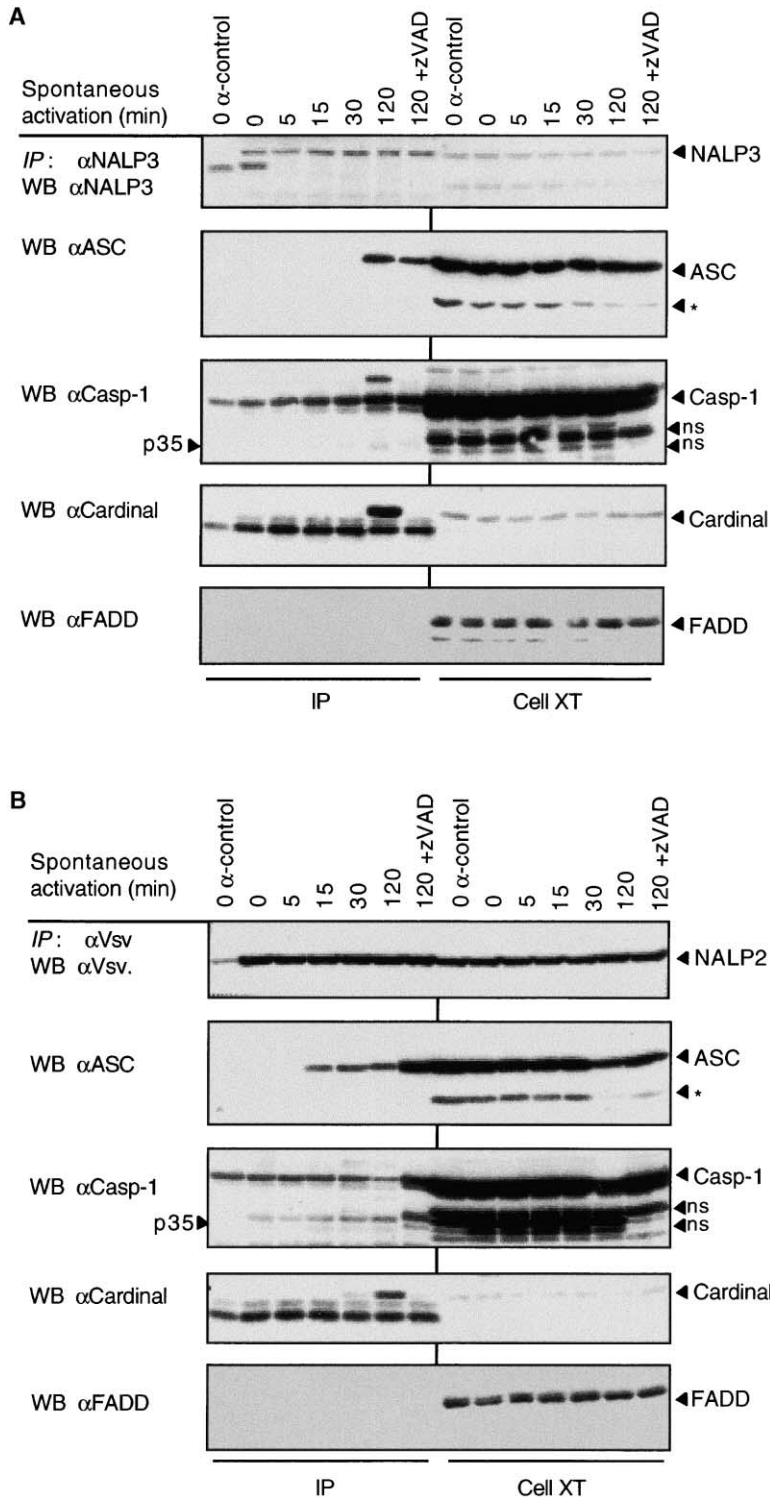 A
Spontaneous activation (min)
0 α-control 0 5 15 30 120 120 +zVAD 0 α-control 0 5 15 30 120 120 +zVAD
IP: αNALP3
WB αNALP3
NALP3
WB αASC
ASC
*
WB αCasp-1
Casp-1
ns
p35
ns
WB αCardinal
Cardinal
WB αFADD
FADD
IP Cell XT
B
Spontaneous activation (min)
0 α-control 0 5 15 30 120 120 +zVAD 0 α-control 0 5 15 30 120 120 +zVAD
IP: αVsv
WB αVsv.
NALP2
WB αASC
ASC
*
WB αCasp-1
Casp-1
ns
p35
ns
WB αCardinal
Cardinal
WB αFADD
FADD
IP Cell XT